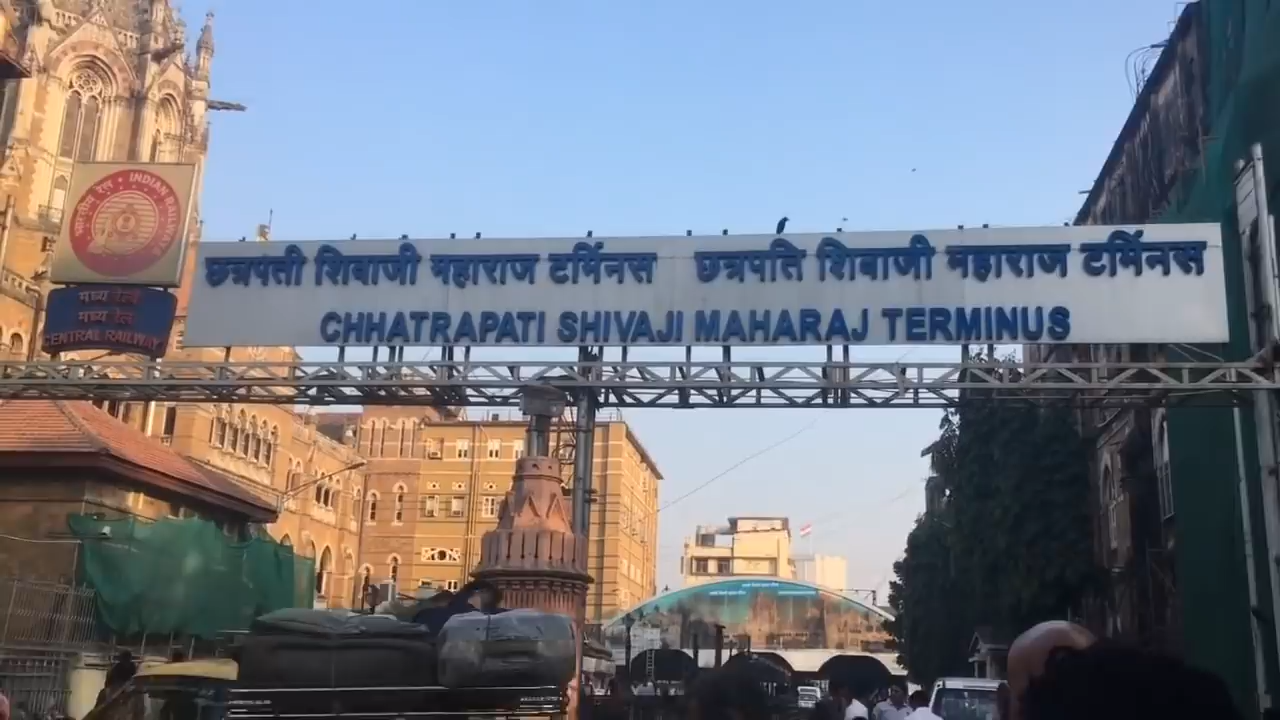 भारतीय रेल • INDIAN RAILWAY
मध्य रेल्वे
मध्य रेल
CENTRAL RAILWAY
छत्रपती शिवाजी महाराज टर्मिनस छत्रपति शिवाजी महाराज टर्मिनस
CHHATRAPATI SHIVAJI MAHARAJ TERMINUS